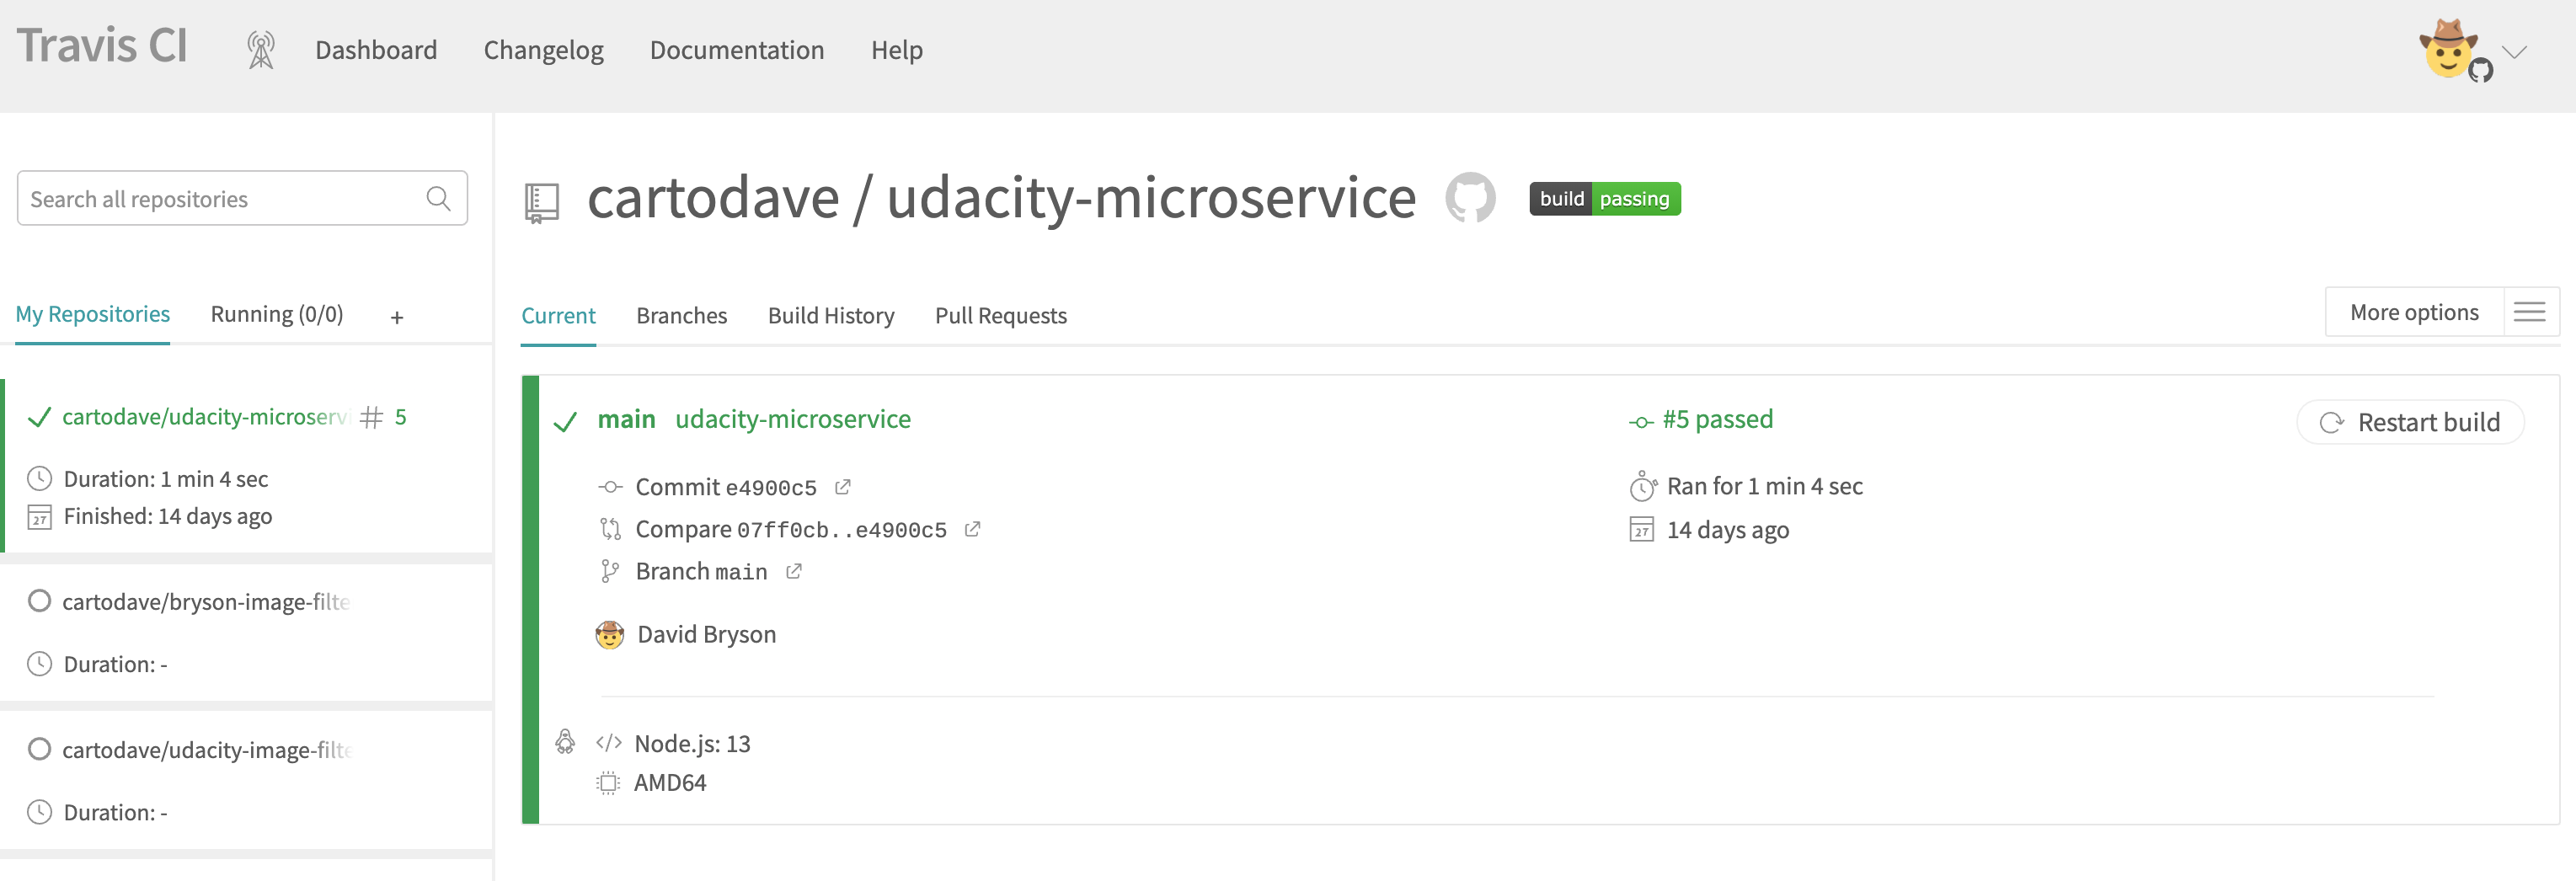 Travis CI
Dashboard Changelog Documentation Help
Search all repositories
My Repositories Running (0/0) +
cartodave/udacity-microservi # 5
Duration: 1 min 4 sec
27 Finished: 14 days ago
cartodave/bryson-image-filte
Duration: -
cartodave/udacity-image-filte
Duration: -
cartodave / udacity-microservice build passing
Current Branches Build History Pull Requests More options
main udacity-microservice
Commit e4900c5
Compare 07ff0cb..e4900c5
Branch main
David Bryson
#5 passed
Ran for 1 min 4 sec
27 14 days ago
Restart build
</> Node.js: 13
AMD64